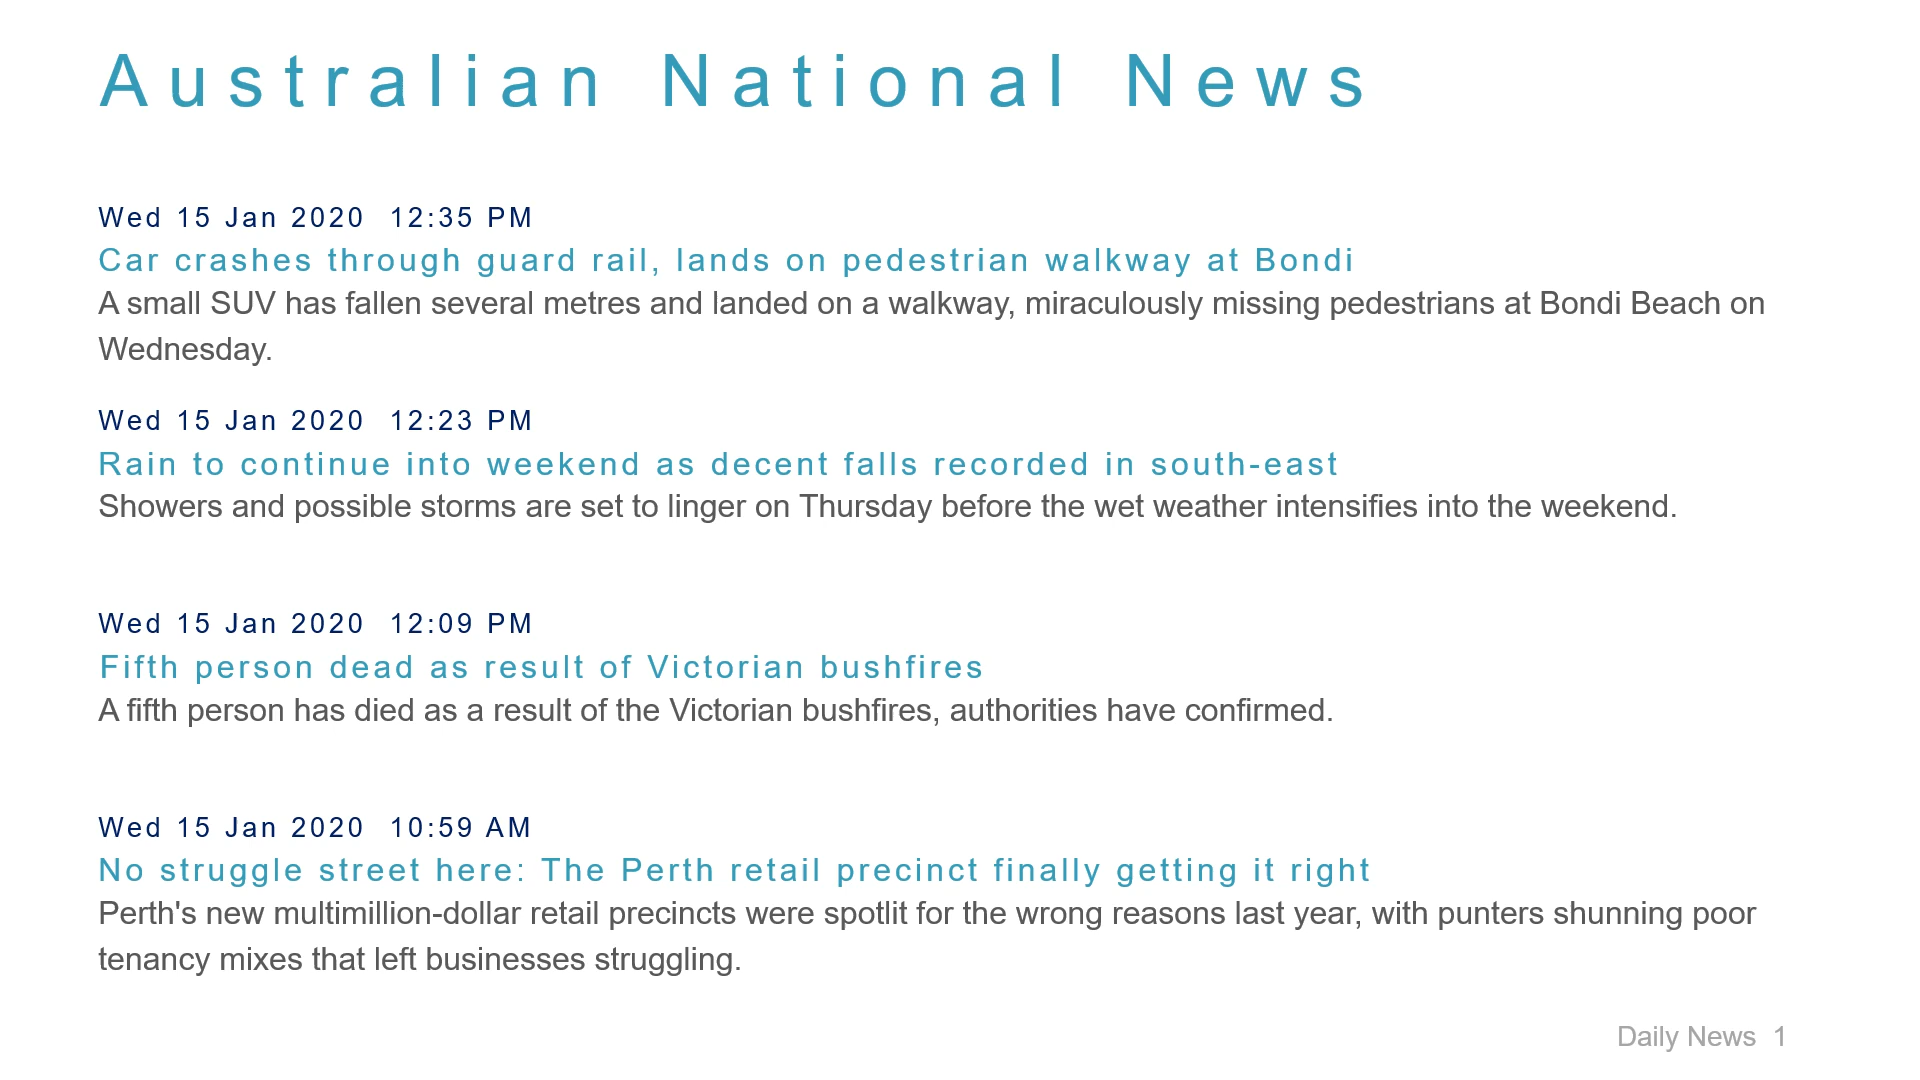 Australian National News
Wed 15 Jan 2020  12:35 PM
Car crashes through guard rail, lands on pedestrian walkway at Bondi
A small SUV has fallen several metres and landed on a walkway, miraculously missing pedestrians at Bondi Beach on
Wednesday.
Wed 15 Jan 2020  12:23 PM
Rain to continue into weekend as decent falls recorded in south-east
Showers and possible storms are set to linger on Thursday before the wet weather intensifies into the weekend.
Wed 15 Jan 2020  12:09 PM
Fifth person dead as result of Victorian bushfires
A fifth person has died as a result of the Victorian bushfires, authorities have confirmed.
Wed 15 Jan 2020  10:59 AM
No struggle street here: The Perth retail precinct finally getting it right
Perth's new multimillion-dollar retail precincts were spotlit for the wrong reasons last year, with punters shunning poor
tenancy mixes that left businesses struggling.
Daily News  1